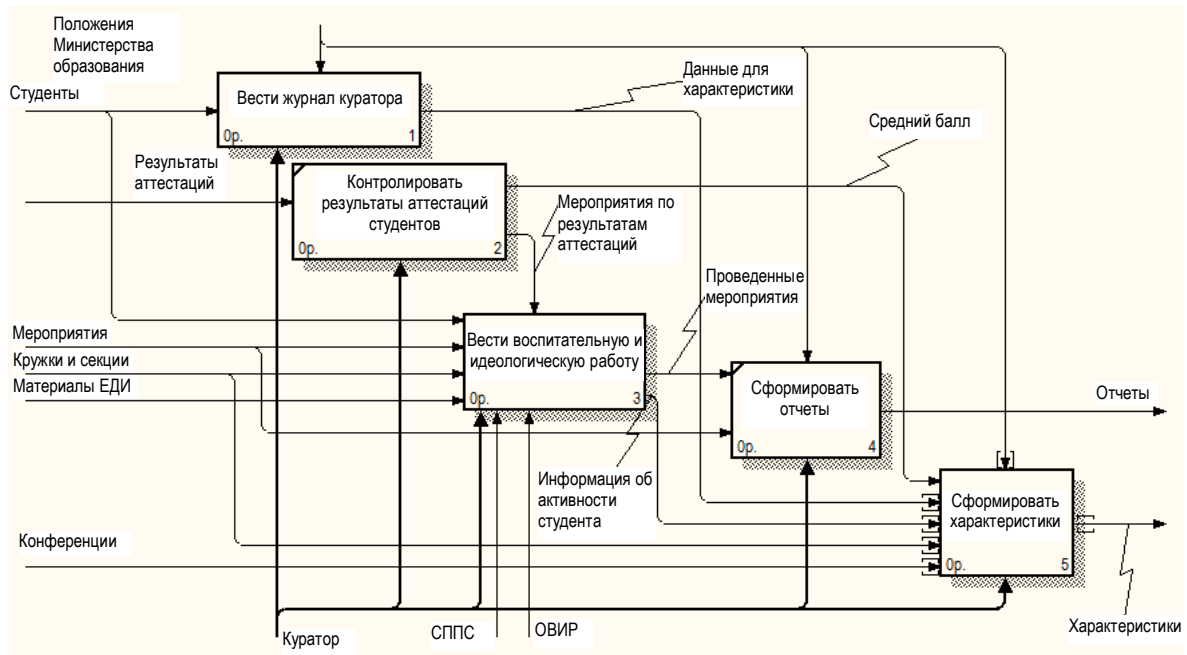 Положения
Министерства
образования
Студенты
Вести журнал куратора
0р.
1
Данные для
характеристики
Средний балл
Результаты
аттестаций
Контролировать
результаты аттестаций
студентов
0р.
2
Мероприятия по
результатам
аттестаций
Проведенные
мероприятия
Мероприятия
Кружки и секции
Материалы ЕДИ
Вести воспитательную и
идеологическую работу
0р.
3
Сформировать
отчеты
0р.
4
Отчеты
Информация об
активности
студента
Сформировать
характеристики
0р.
5
Конференции
Куратор
СППС
ОВИР
Характеристики